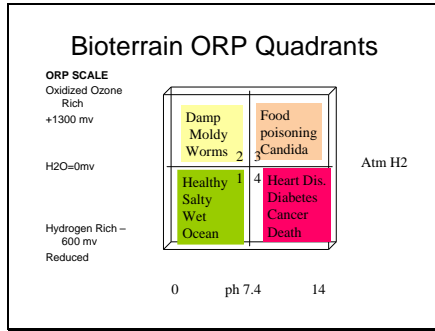 Bioterrain ORP Quadrants
ORP SCALE
Oxidized Ozone
Rich
+1300 mv
H2O=0mv
Hydrogen Rich –
600 mv
Reduced
Damp
Moldy
Worms
2
Food
poisoning
Candida
3
Healthy
Salty
Wet
Ocean
1
Heart Dis.
Diabetes
Cancer
Death
4
Atm H2
0 ph 7.4 14